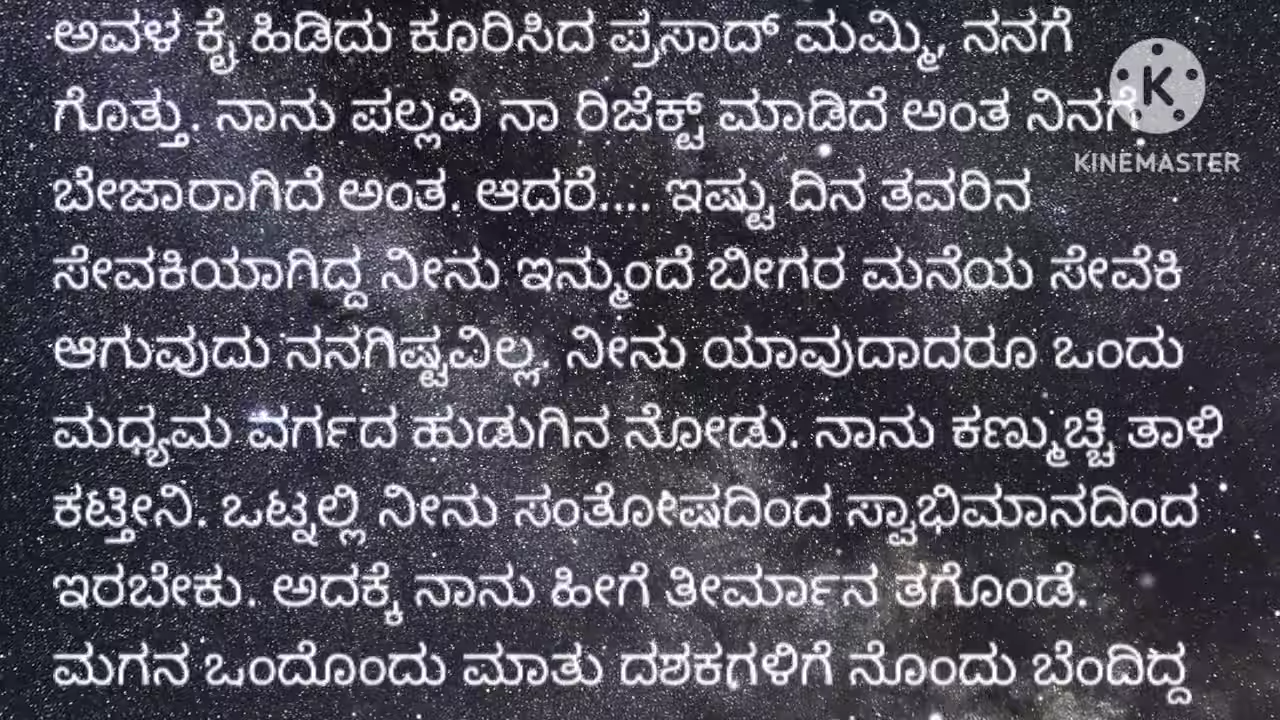 ಅವಳ ಕೈ ಹಿಡಿದು ಕೂರಿಸಿದ ಪ್ರಸಾದ್ ಮಮ್ಮಿ, ನನಗೆ
ಗೊತ್ತು. ನಾನು ಪಲ್ಲವಿ ನಾ ರಿಜೆಕ್ಟ್ ಮಾಡಿದೆ ಅಂತ ನಿನಗೆ
KINEMASTER
ಬೇಜಾರಾಗಿದೆ ಅಂತ. ಆದರೆ.... ಇಷ್ಟು ದಿನ ತವರಿನ
ಸೇವಕಿಯಾಗಿದ್ದ ನೀನು ಇನ್ಮುಂದೆ ಬೀಗರ ಮನೆಯ ಸೇವೆಕಿ
ಆಗುವುದು ನನಗಿಷ್ಟವಿಲ್ಲ. ನೀನು ಯಾವುದಾದರೂ ಒಂದು
ಮಧ್ಯಮ ವರ್ಗದ ಹುಡುಗಿನ ನೋಡು. ನಾನು ಕಣ್ಮುಚ್ಚಿ ತಾಳಿ
ಕಟ್ತೀನಿ. ಒಟ್ನಲ್ಲಿ ನೀನು ಸಂತೋಷದಿಂದ ಸ್ವಾಭಿಮಾನದಿಂದ
ಇರಬೇಕು. ಅದಕ್ಕೆ ನಾನು ಹೀಗೆ ತೀರ್ಮಾನ ತಗೊಂಡೆ.
ಮಗನ ಒಂದೊಂದು ಮಾತು ದಶಕಗಳಿಗೆ ನೊಂದು ಬೆಂದಿದ್ದ